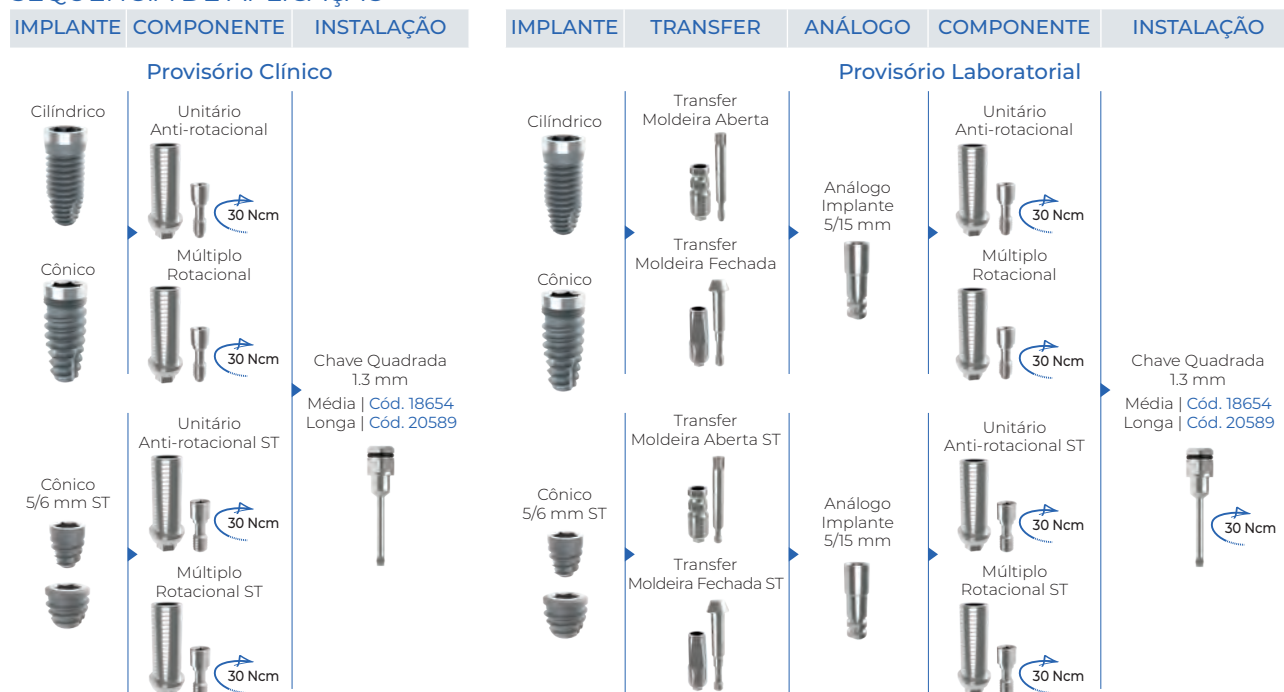 SEQUÊNCIA DE APLICAÇÃO
IMPLANTE COMPONENTE INSTALAÇÃO
Provisório Clínico
Cilíndrico
Unitário
Anti-rotacional
30 Ncm
Cônico
Múltiplo
Rotacional
30 Ncm
Cônico
5/6 mm ST
Unitário
Anti-rotacional ST
30 Ncm
Múltiplo
Rotacional ST
30 Ncm
Chave Quadrada
1.3 mm
Média | Cód. 18654
Longa | Cód. 20589
IMPLANTE TRANSFER ANÁLOGO COMPONENTE INSTALAÇÃO
Provisório Laboratorial
Cilíndrico
Cônico
Transfer
Moldeira Aberta
Transfer
Moldeira Fechada
Análogo
Implante
5/15 mm
Unitário
Anti-rotacional
30 Ncm
Múltiplo
Rotacional
30 Ncm
Cônico
5/6 mm ST
Transfer
Moldeira Aberta ST
Transfer
Moldeira Fechada ST
Análogo
Implante
5/15 mm
Unitário
Anti-rotacional ST
30 Ncm
Múltiplo
Rotacional ST
30 Ncm
Chave Quadrada
1.3 mm
Média | Cód. 18654
Longa | Cód. 20589
30 Ncm